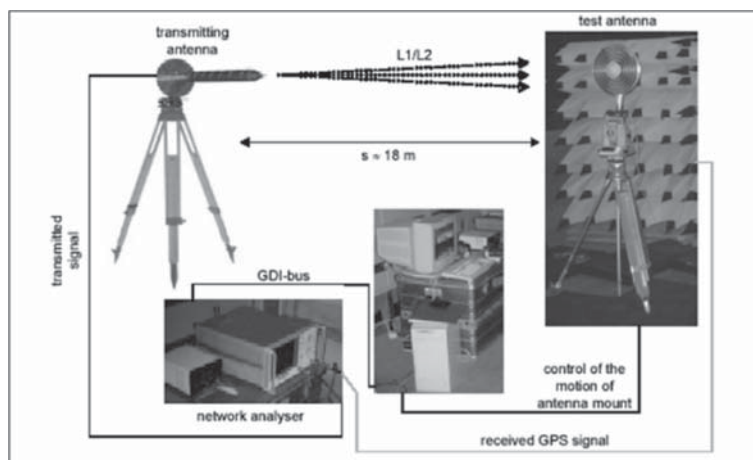 transmitting
antenna
test antenna
L1/L2
s ≈ 18 m
transmitted
signal
GDI-bus
network analyser
control of the
motion of
antenna mount
received GPS signal